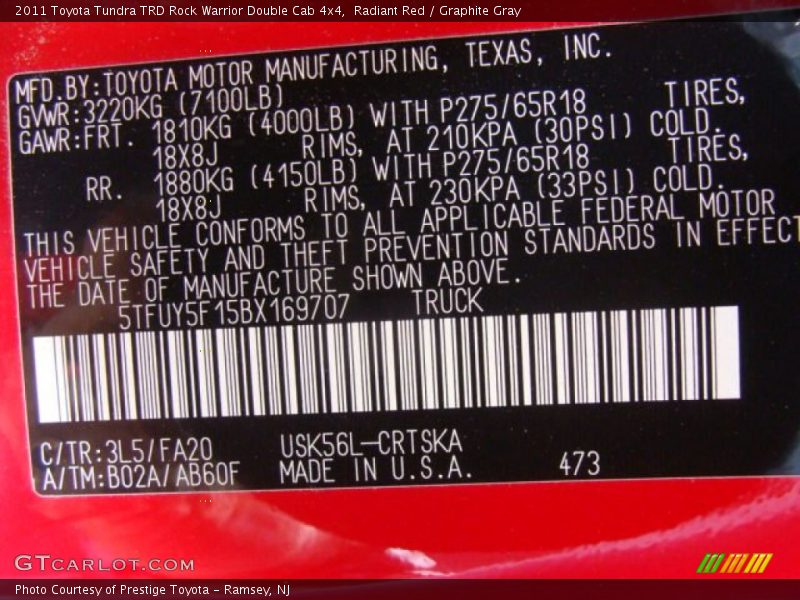 2011 Toyota Tundra TRD Rock Warrior Double Cab 4x4,  Radiant Red / Graphite Gray
MFD.BY:TOYOTA MOTOR MANUFACTURING, TEXAS, INC.
GVWR:3220KG (7100LB)
GAWR:FRT. 1810KG (4000LB) WITH P275/65R18 TIRES,
18X8J RIMS, AT 210KPA (30PSI) COLD.
RR. 1880KG (4150LB) WITH P275/65R18 TIRES,
18X8J RIMS, AT 230KPA (33PSI) COLD.
THIS VEHICLE CONFORMS TO ALL APPLICABLE FEDERAL MOTOR
VEHICLE SAFETY AND THEFT PREVENTION STANDARDS IN EFFECT
THE DATE OF MANUFACTURE SHOWN ABOVE.
5TFUY5F15BX169707 TRUCK
C/TR:3L5/FA20 USK56L-CRTSKA
A/TM:B02A/AB60F MADE IN U.S.A. 473
GTCARLOT.COM
Photo Courtesy of Prestige Toyota - Ramsey, NJ